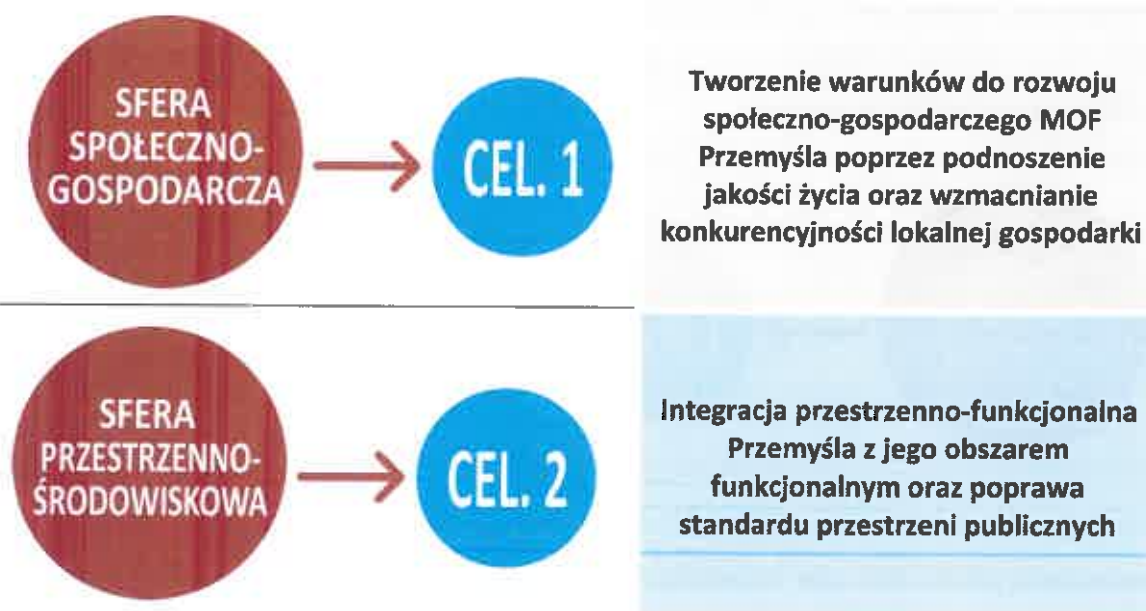 SFERA
SPOŁECZNO-
GOSPODARCZA
CEL. 1
Tworzenie warunków do rozwoju
społeczno-gospodarczego MOF
Przemyśla poprzez podnoszenie
jakości życia oraz wzmacnianie
konkurencyjności lokalnej gospodarki
SFERA
PRZESTRZENNO-
ŚRODOWISKOWA
CEL. 2
Integracja przestrzenno-funkcjonalna
Przemyśla z jego obszarem
funkcjonalnym oraz poprawa
standardu przestrzeni publicznych